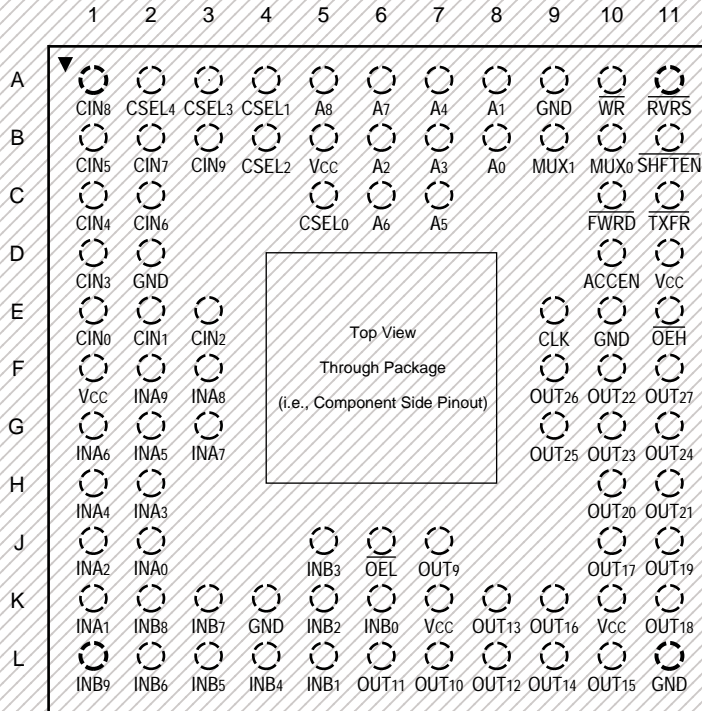 1 2 3 4 5 6 7 8 9 10 11
A
CIN8 CSEL4 CSEL3 CSEL1 A8 A7 A4 A1 GND WR RVRS
B
CIN5 CIN7 CIN9 CSEL2 VCC A2 A3 A0 MUX1 MUX0 SHFTEN
C
CIN4 CIN6 CSEL0 A6 A5 FWRD TXFR
D
CIN3 GND ACCEN VCC
E
CIN0 CIN1 CIN2 CLK GND OEH
Top View
Through Package
(i.e., Component Side Pinout)
F
VCC INA9 INA8 OUT26 OUT22 OUT27
G
INA6 INA5 INA7 OUT25 OUT23 OUT24
H
INA4 INA3 OUT20 OUT21
J
INA2 INA0 INB3 OEL OUT9 OUT17 OUT19
K
INA1 INB8 INB7 GND INB2 INB0 VCC OUT13 OUT16 VCC OUT18
L
INB9 INB6 INB5 INB4 INB1 OUT11 OUT10 OUT12 OUT14 OUT15 GND